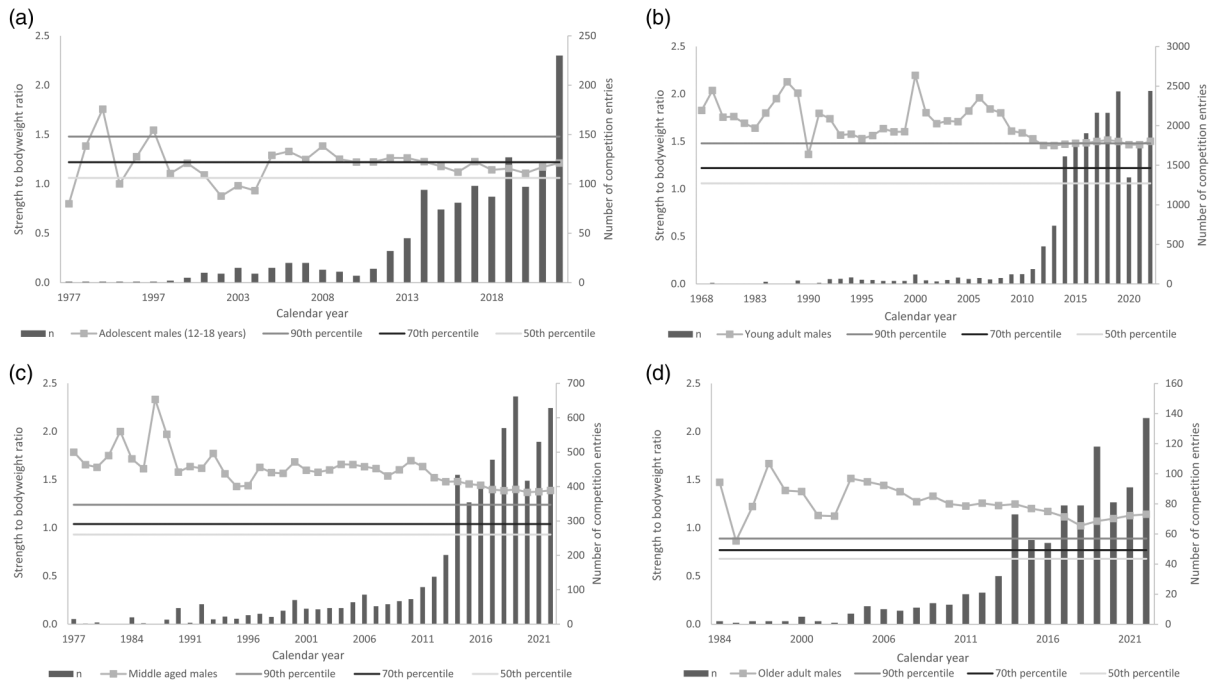 (a)
2.5
2.0
1.5
1.0
0.5
0.0
Strength to bodyweight ratio
250
200
150
100
50
0
Number of competition entries
1977 1997 2003 2008 2013 2018
Calendar year
n Adolescent males (12-18 years) 90th percentile 70th percentile 50th percentile
(b)
2.5
2.0
1.5
1.0
0.5
0.0
Strength to bodyweight ratio
3000
2500
2000
1500
1000
500
0
Number of competition entries
1968 1983 1990 1995 2000 2005 2010 2015 2020
Calendar year
n Young adult males 90th percentile 70th percentile 50th percentile
(c)
2.5
2.0
1.5
1.0
0.5
0.0
Strength to bodyweight ratio
700
600
500
400
300
200
100
0
Number of competition entries
1977 1984 1991 1996 2001 2006 2011 2016 2021
Calendar year
n Middle aged males 90th percentile 70th percentile 50th percentile
(d)
2.5
2.0
1.5
1.0
0.5
0.0
Strength to bodyweight ratio
160
140
120
100
80
60
40
20
0
Number of competition entries
1984 2000 2006 2011 2016 2021
Calendar year
n Older adult males 90th percentile 70th percentile 50th percentile